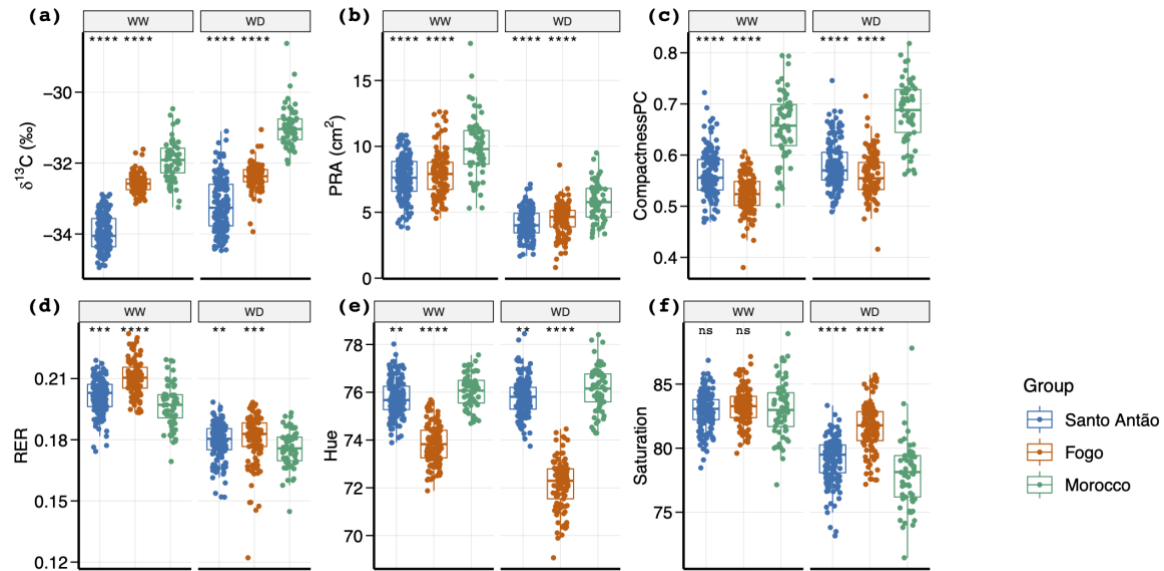 (a) (b) (c)
WW WD WW WD WW WD
**** **** **** **** **** **** **** **** **** **** **** ****
δ¹³C (‰) -30 -32 -34
PRA (cm²) 15 10 5 0
CompactnessPC 0.8 0.7 0.6 0.5 0.4
(d) (e) (f)
WW WD WW WD WW WD
*** **** ** *** ** **** ** **** ns ns **** ****
RER 0.21 0.18 0.15 0.12
Hue 78 76 74 72 70
Saturation 85 80 75
Group
Santo Antão
Fogo
Morocco